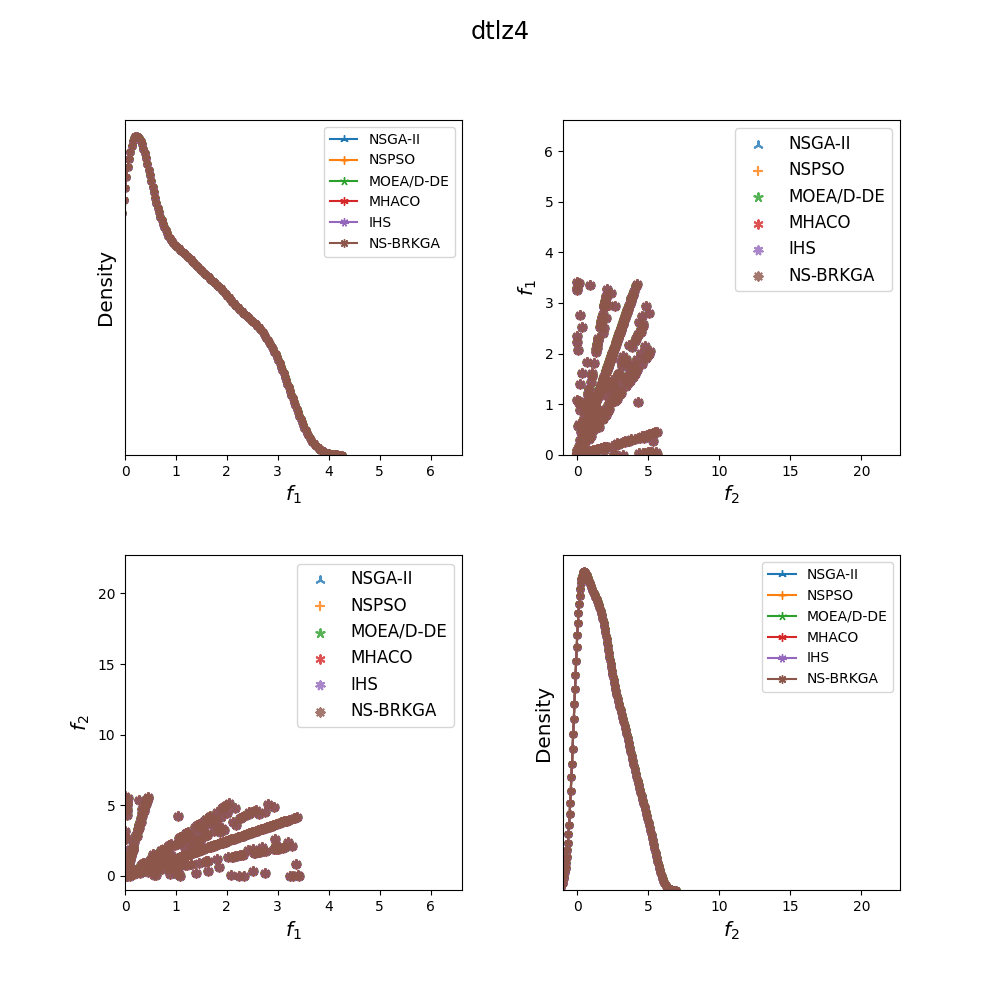 dtlz4
Density
NSGA-II
NSPSO
MOEA/D-DE
MHACO
IHS
NS-BRKGA
0 1 2 3 4 5 6
f1
f1
6
5
4
3
2
1
0
NSGA-II
NSPSO
MOEA/D-DE
MHACO
IHS
NS-BRKGA
0 5 10 15 20
f2
f2
20
15
10
5
0
NSGA-II
NSPSO
MOEA/D-DE
MHACO
IHS
NS-BRKGA
0 1 2 3 4 5 6
f1
Density
NSGA-II
NSPSO
MOEA/D-DE
MHACO
IHS
NS-BRKGA
0 5 10 15 20
f2